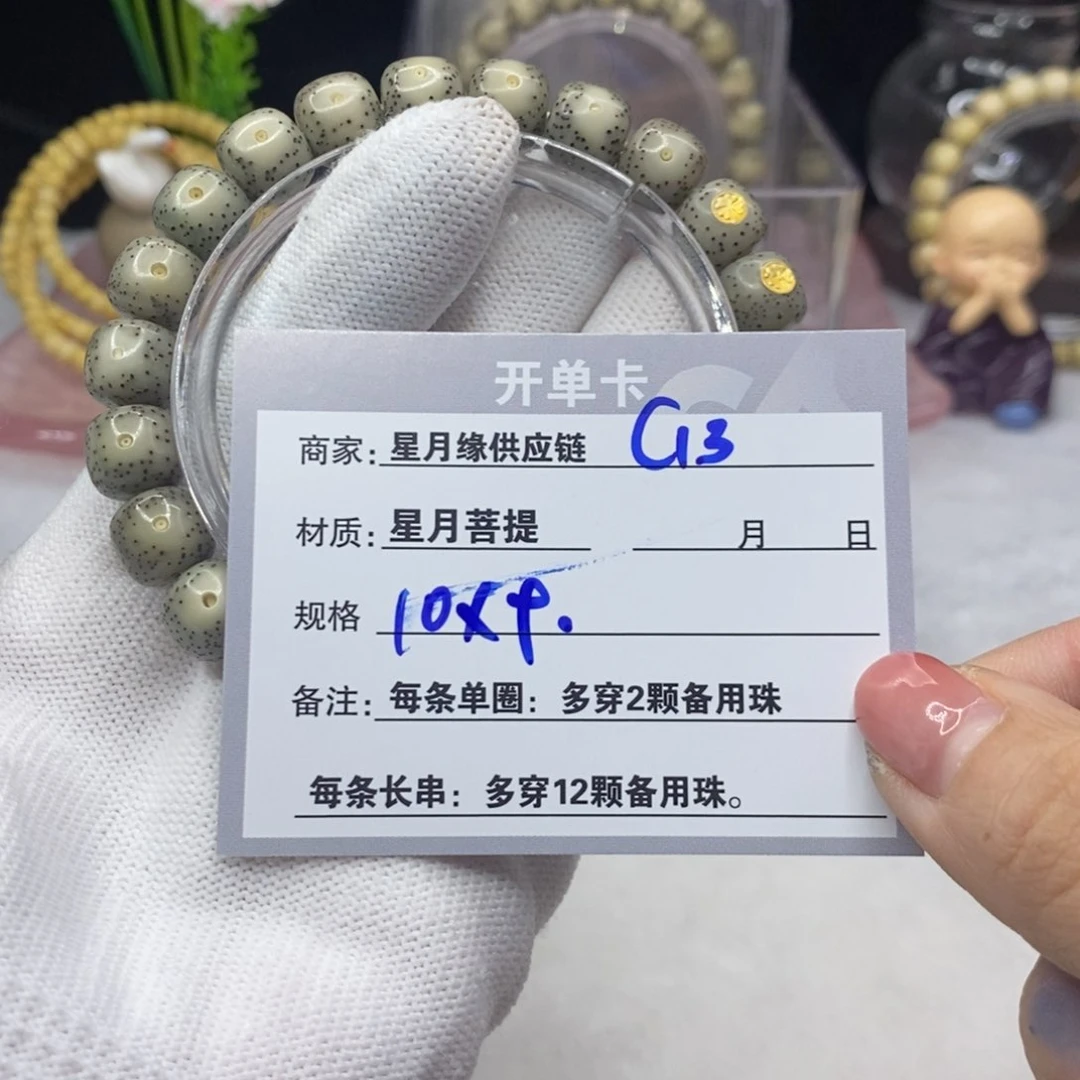 开单卡
商家：星月缘供应链 G13
材质：星月菩提 月 日
规格 10X9.
备注：每条单圈：多穿2颗备用珠
每条长串：多穿12颗备用珠。